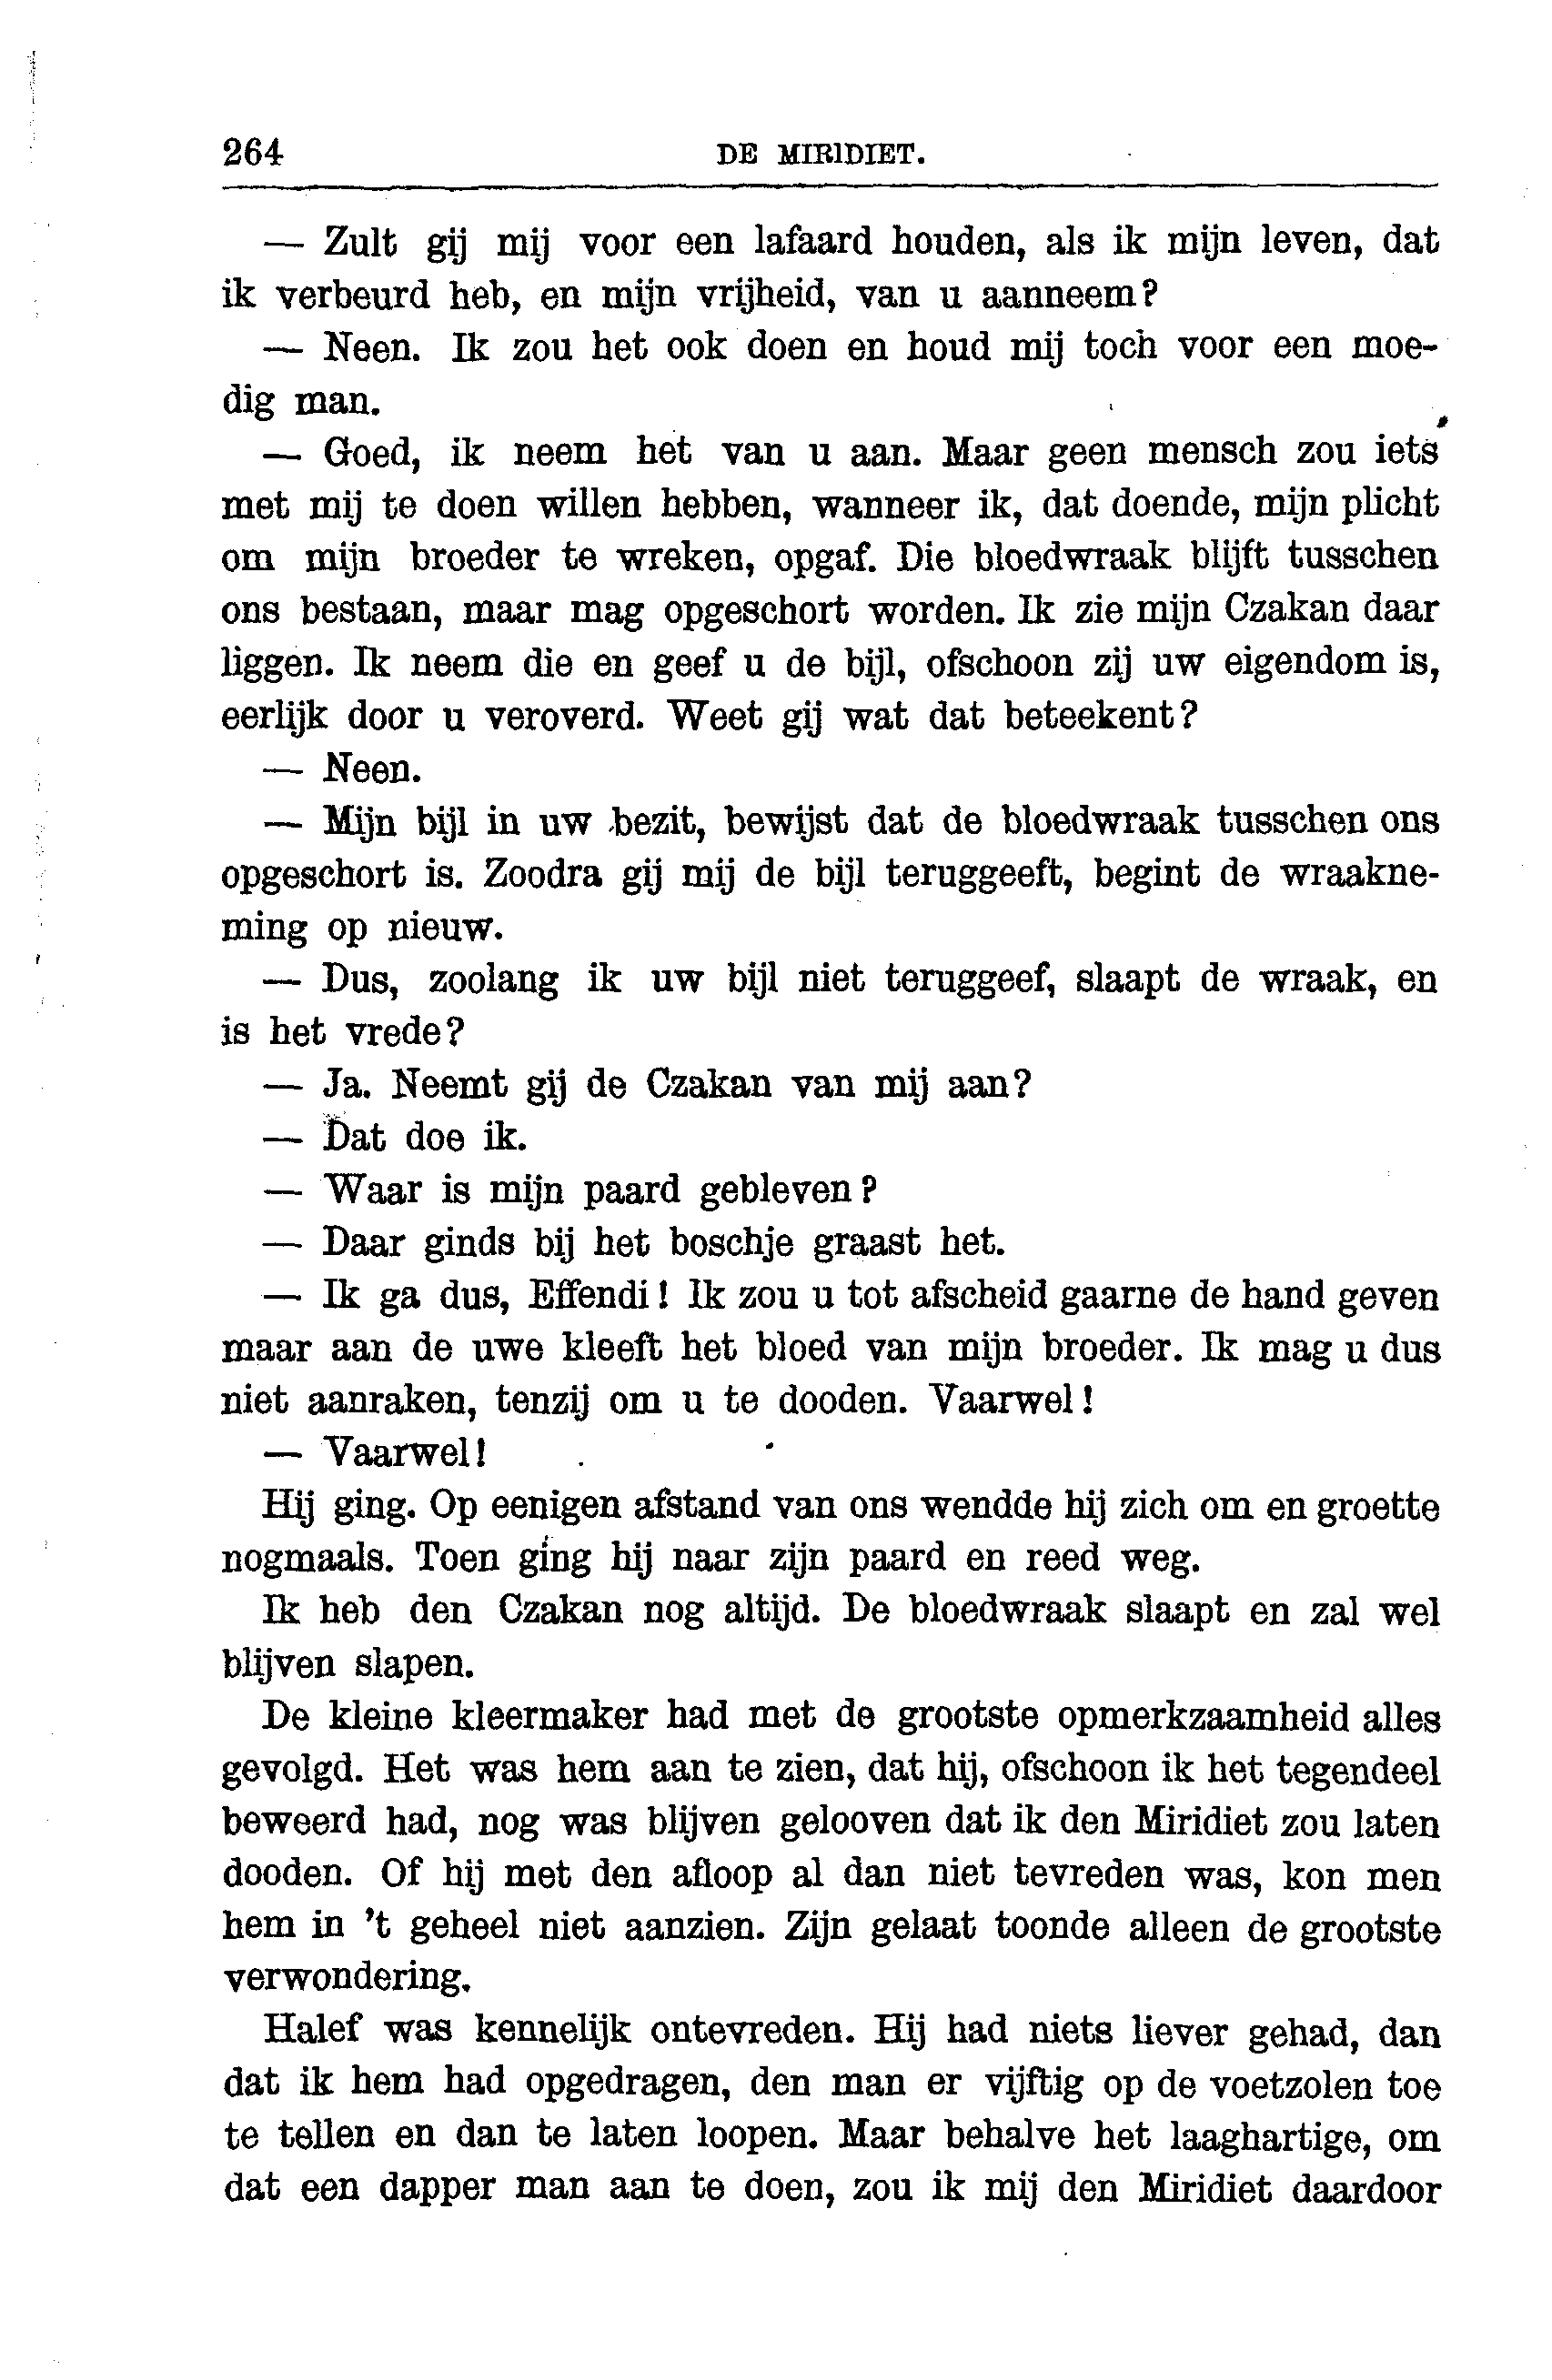 264 DE MIRIDIET.
— Zult gij mij voor een lafaard houden, als ik mijn leven, dat
ik verbeurd heb, en mijn vrijheid, van u aanneem?
— Neen. Ik zou het ook doen en houd mij toch voor een moe-
dig man.
— Goed, ik neem het van u aan. Maar geen mensch zou iets
met mij te doen willen hebben, wanneer ik, dat doende, mijn plicht
om mijn broeder te wreken, opgaf. Die bloedwraak blijft tusschen
ons bestaan, maar mag opgeschort worden. Ik zie mijn Czakan daar
liggen. Ik neem die en geef u de bijl, ofschoon zij uw eigendom is,
eerlijk door u veroverd. Weet gij wat dat beteekent?
— Neen.
— Mijn bijl in uw bezit, bewijst dat de bloedwraak tusschen ons
opgeschort is. Zoodra gij mij de bijl teruggeeft, begint de wraakne-
ming op nieuw.
— Dus, zoolang ik uw bijl niet teruggeef, slaapt de wraak, en
is het vrede?
— Ja. Neemt gij de Czakan van mij aan?
— Dat doe ik.
— Waar is mijn paard gebleven?
— Daar ginds bij het boschje graast het.
— Ik ga dus, Effendi! Ik zou u tot afscheid gaarne de hand geven
maar aan de uwe kleeft het bloed van mijn broeder. Ik mag u dus
niet aanraken, tenzij om u te dooden. Vaarwel!
— Vaarwel!
Hij ging. Op eenigen afstand van ons wendde hij zich om en groette
nogmaals. Toen ging hij naar zijn paard en reed weg.
Ik heb den Czakan nog altijd. De bloedwraak slaapt en zal wel
blijven slapen.
De kleine kleermaker had met de grootste opmerkzaamheid alles
gevolgd. Het was hem aan te zien, dat hij, ofschoon ik het tegendeel
beweerd had, nog was blijven gelooven dat ik den Miridiet zou laten
dooden. Of hij met den afloop al dan niet tevreden was, kon men
hem in 't geheel niet aanzien. Zijn gelaat toonde alleen de grootste
verwondering.
Halef was kennelijk ontevreden. Hij had niets liever gehad, dan
dat ik hem had opgedragen, den man er vijftig op de voetzolen toe
te tellen en dan te laten loopen. Maar behalve het laaghartige, om
dat een dapper man aan te doen, zou ik mij den Miridiet daardoor